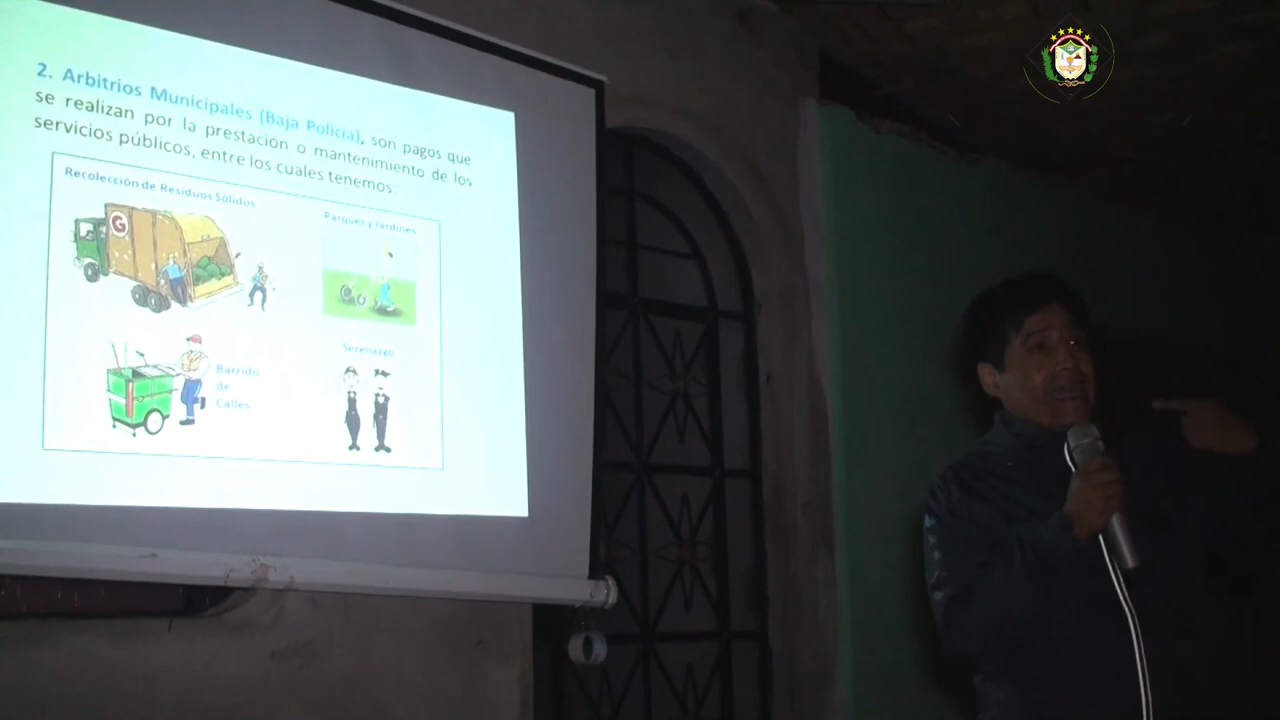 2. Arbitrios Municipales (Baja Policía), son pagos que
se realizan por la prestación o mantenimiento de los
servicios públicos, entre los cuales tenemos:
Recolección de Residuos Sólidos
Parques y Jardines
G
Serenazgo
Barrido
de
Calles